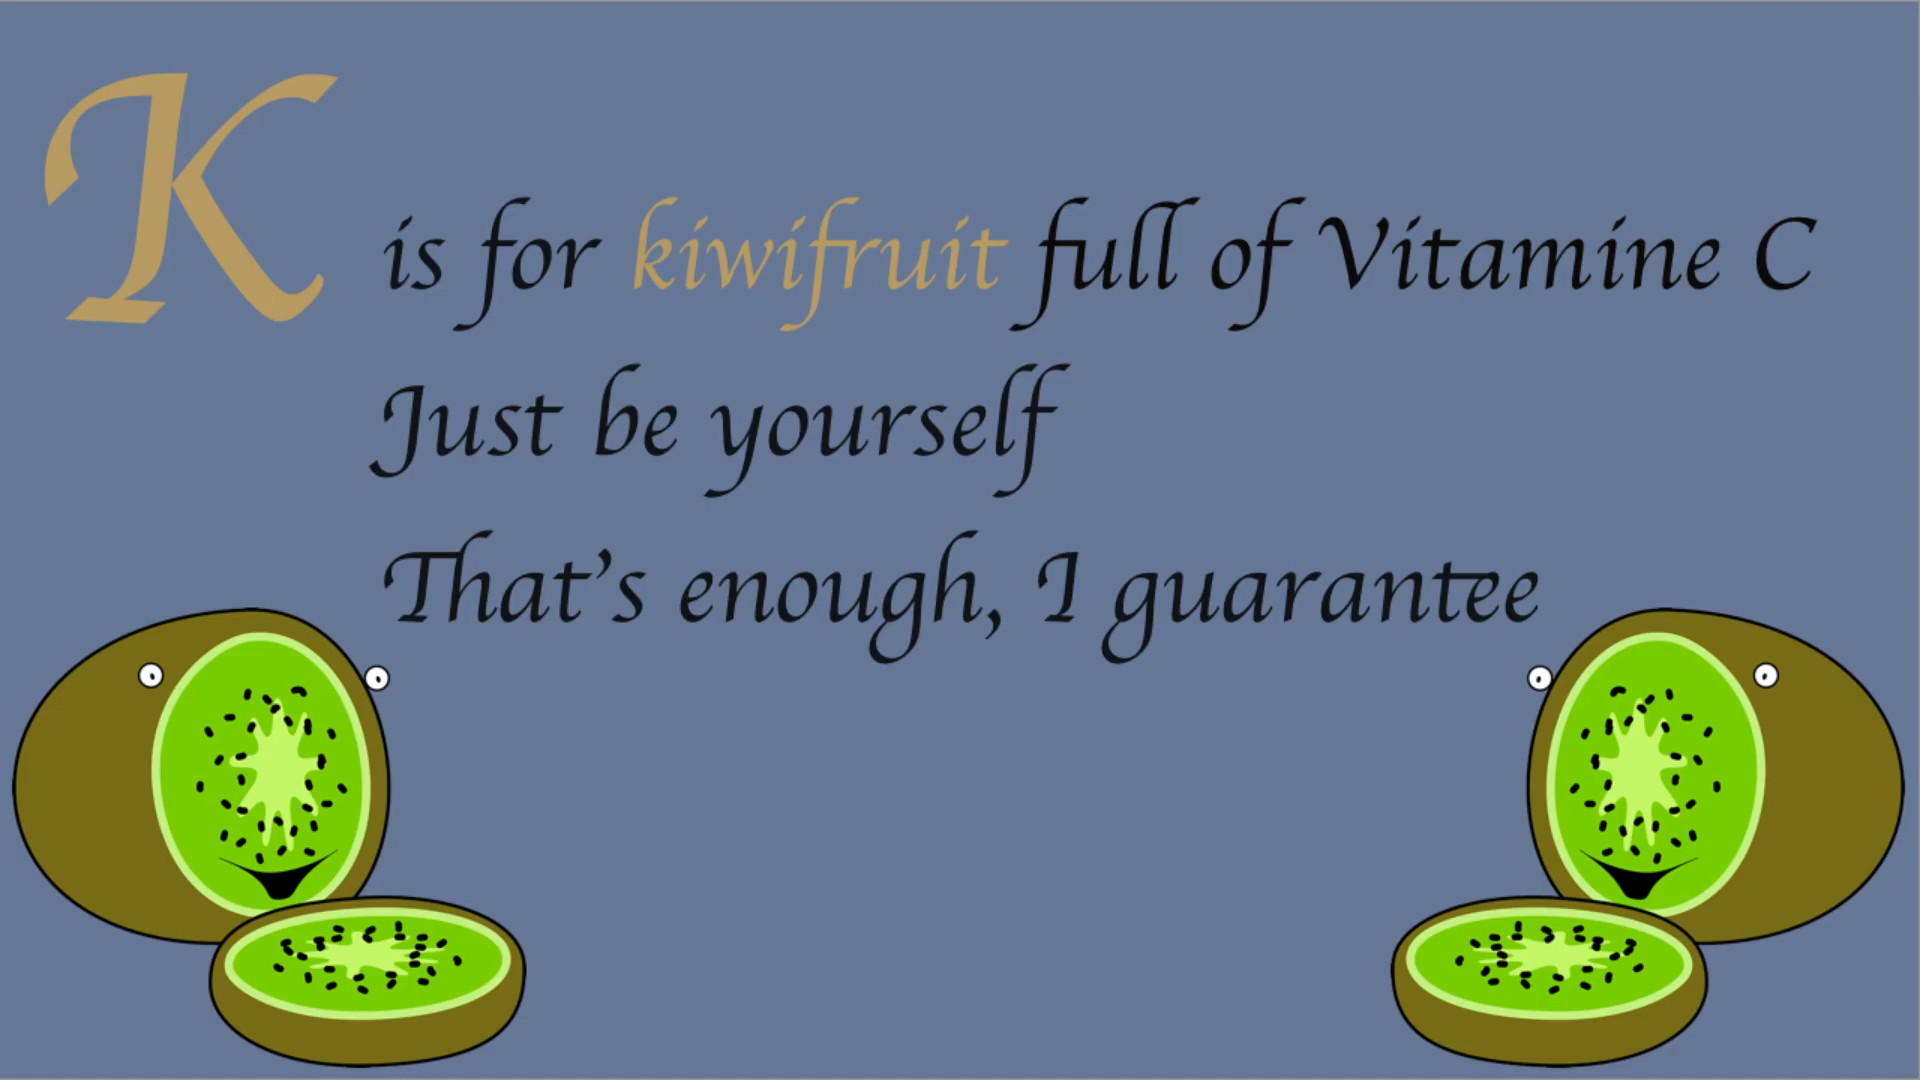 K is for kiwifruit full of Vitamine C
Just be yourself
That's enough, I guarantee